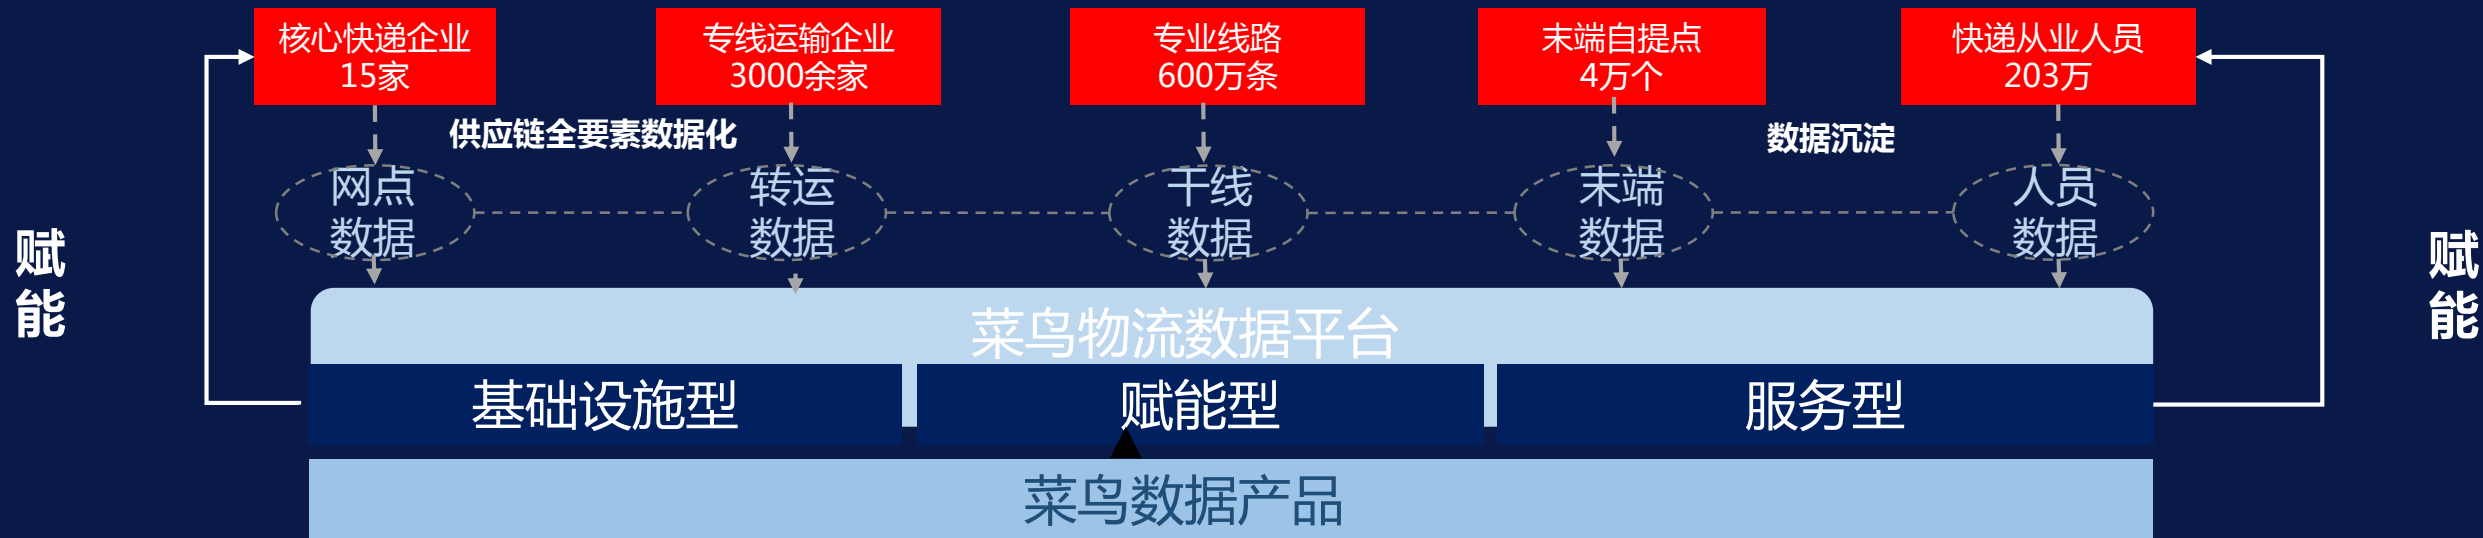 核心快递企业
15家
专线运输企业
3000余家
专业线路
600万条
末端自提点
4万个
快递从业人员
203万
供应链全要素数据化
数据沉淀
网点
数据
转运
数据
干线
数据
末端
数据
人员
数据
赋
能
赋
能
菜鸟物流数据平台
基础设施型
赋能型
服务型
菜鸟数据产品